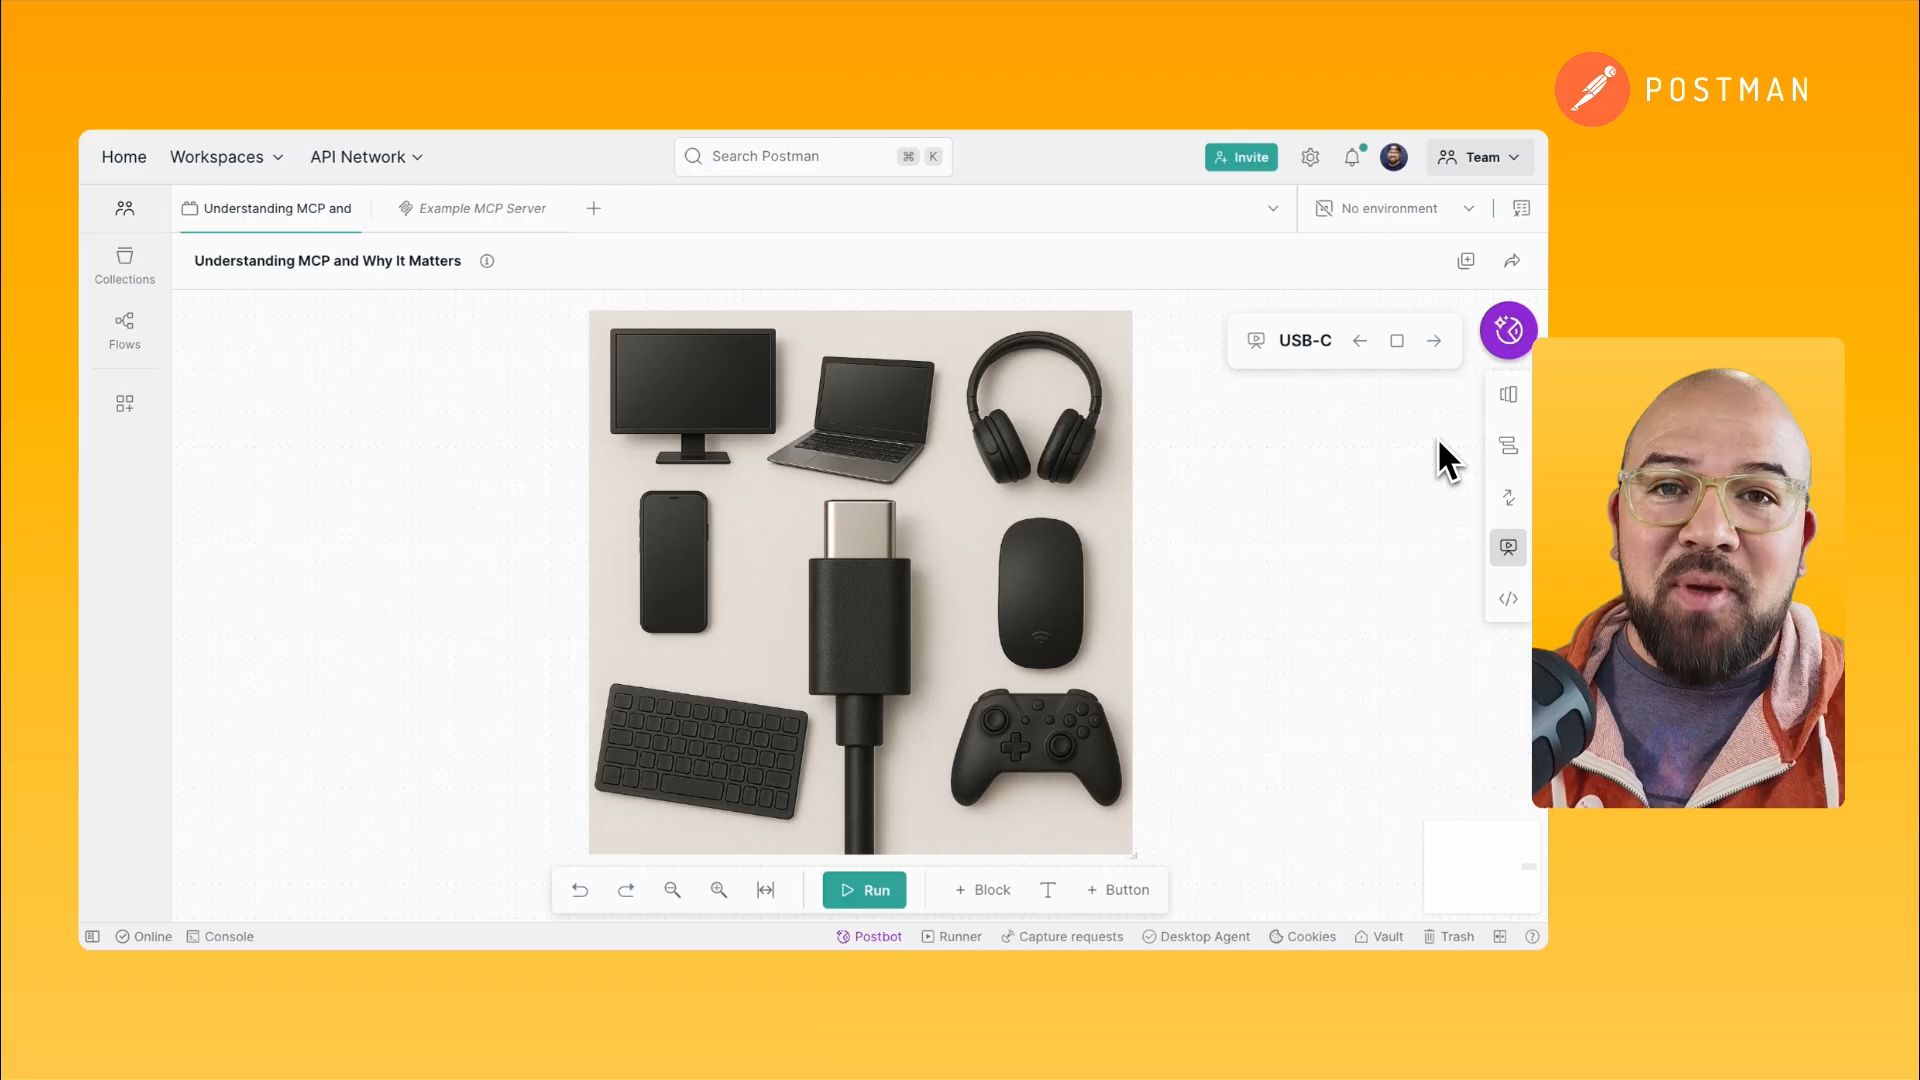 POSTMAN
Home Workspaces API Network Search Postman ⌘ K Invite Team
Understanding MCP and Example MCP Server No environment
Understanding MCP and Why It Matters
Collections
Flows
USB-C
Run + Block T + Button
Online Console Postbot Runner Capture requests Desktop Agent Cookies Vault Trash